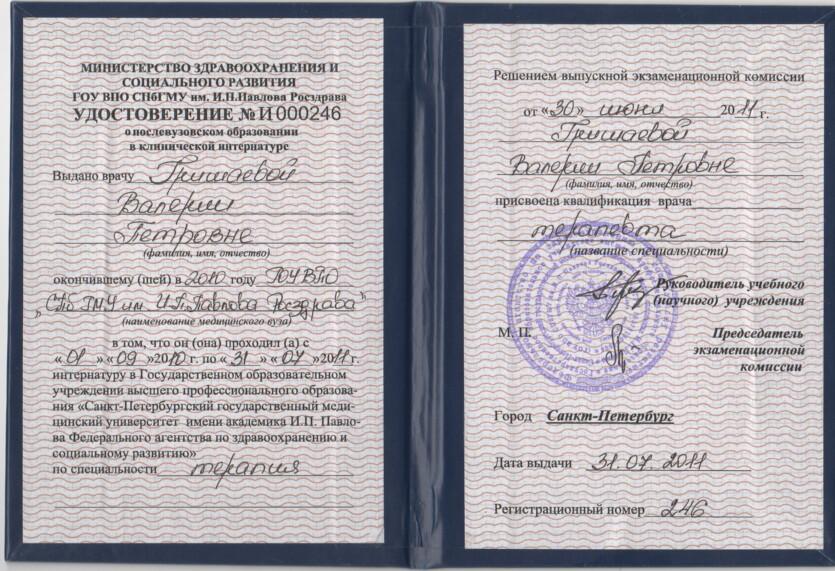 МИНИСТЕРСТВО ЗДРАВООХРАНЕНИЯ И
СОЦИАЛЬНОГО РАЗВИТИЯ
ГОУ ВПО СПбГМУ им. И.П.Павлова Росздрава
УДОСТОВЕРЕНИЕ № И 000246
о послевузовском образовании
в клинической интернатуре
Выдано врачу Гришаевой
Валерии
Петровне
(фамилия, имя, отчество)
окончившему (шей) в 2010 году ГОУ ВПО
„СПб ГМУ им. И.П.Павлова Росздрава"
(наименование медицинского вуза)
в том, что он (она) проходил (а) с
« 01 » « 09 »2010 г. по « 31 » « 07 »2011 г.
интернатуру в Государственном образовательном
учреждении высшего профессионального образова-
ния «Санкт-Петербургский государственный меди-
цинский университет имени академика И.П. Павло-
ва Федерального агентства по здравоохранению и
социальному развитию»
по специальности терапия
Решением выпускной экзаменационной комиссии
от «30» июня 2011 г.
Гришаевой
Валерии Петровне
(фамилия, имя, отчество)
присвоена квалификация врача
терапевта
(название специальности)
Руководитель учебного
(научного) учреждения
М. П.
Председатель
экзаменационной
комиссии
Город Санкт-Петербург
Дата выдачи 31.07.2011
Регистрационный номер 246